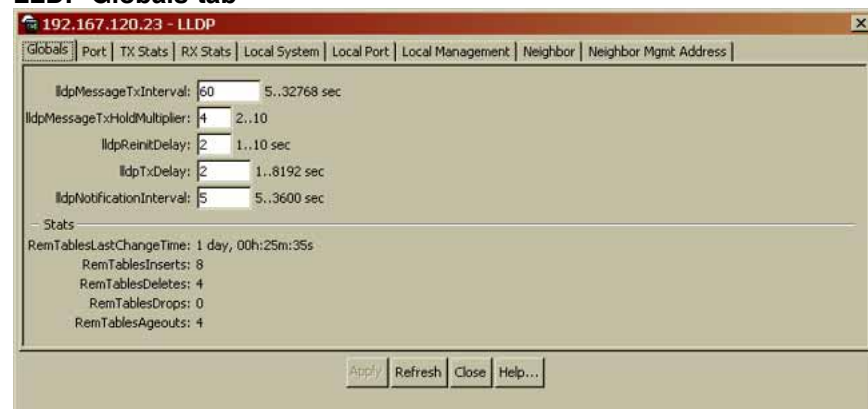 LLDP Globals tab
192.167.120.23 - LLDP
Globals Port TX Stats RX Stats Local System Local Port Local Management Neighbor Neighbor Mgmt Address
lldpMessageTxInterval: 60 5..32768 sec
lldpMessageTxHoldMultiplier: 4 2..10
lldpReinitDelay: 2 1..10 sec
lldpTxDelay: 2 1..8192 sec
lldpNotificationInterval: 5 5..3600 sec
Stats
RemTablesLastChangeTime: 1 day, 00h:25m:35s
RemTablesInserts: 8
RemTablesDeletes: 4
RemTablesDrops: 0
RemTablesAgeouts: 4
Apply Refresh Close Help...